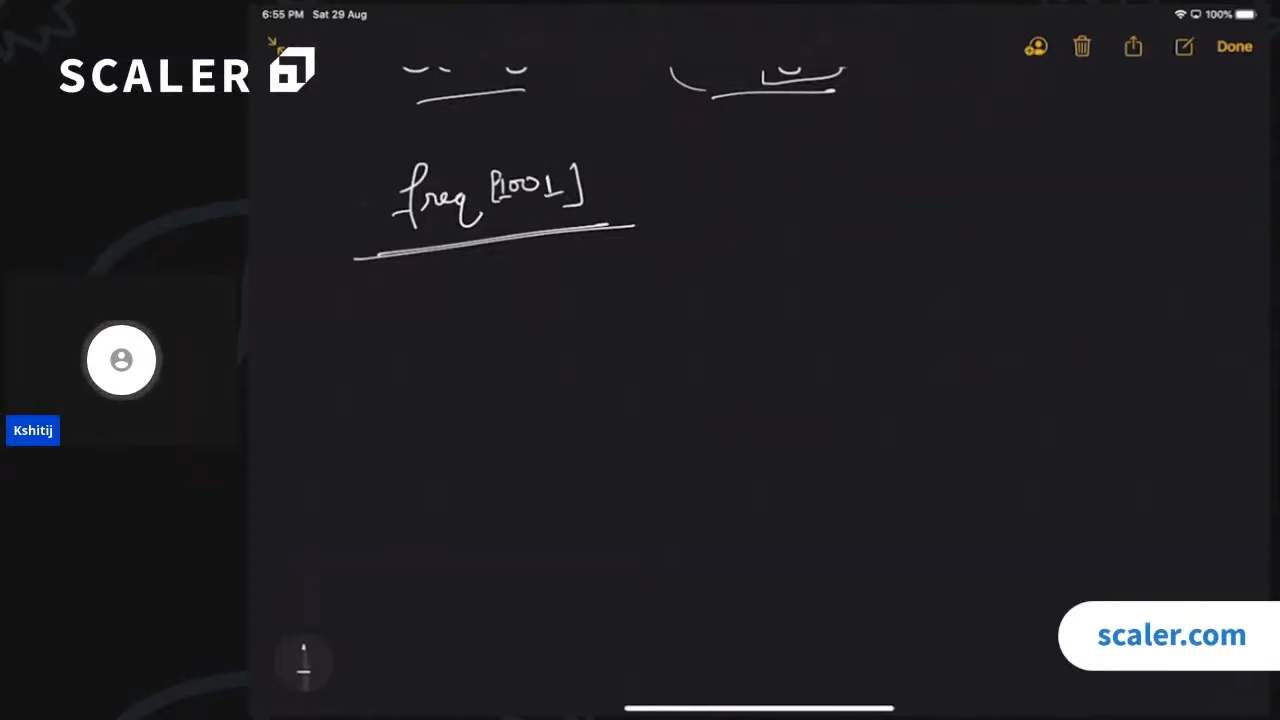 6:55 PM Sat 29 Aug
100%
SCALER
Done
freq [1001]
Kshitij
scaler.com